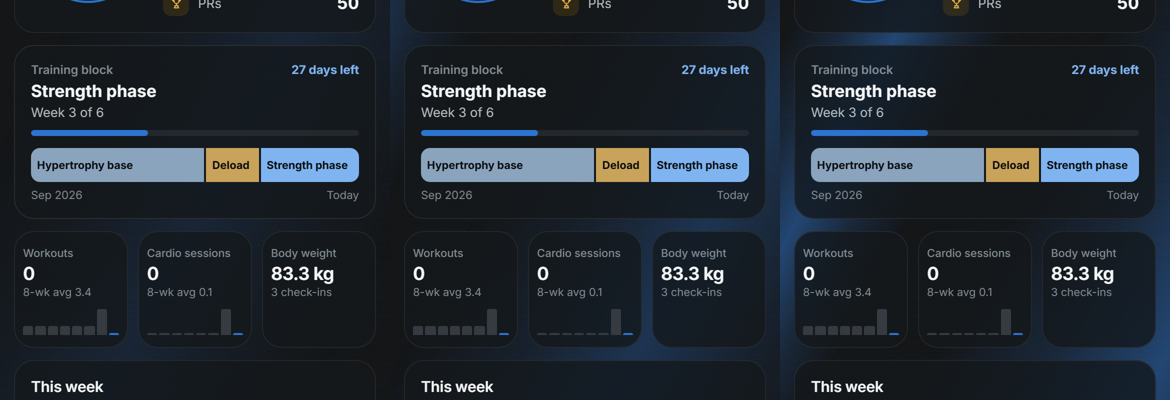 PRs 50
Training block 27 days left
Strength phase
Week 3 of 6
Hypertrophy base Deload Strength phase
Sep 2026 Today
Workouts Cardio sessions Body weight
0 0 83.3 kg
8-wk avg 3.4 8-wk avg 0.1 3 check-ins
This week
PRs 50
Training block 27 days left
Strength phase
Week 3 of 6
Hypertrophy base Deload Strength phase
Sep 2026 Today
Workouts Cardio sessions Body weight
0 0 83.3 kg
8-wk avg 3.4 8-wk avg 0.1 3 check-ins
This week
PRs 50
Training block 27 days left
Strength phase
Week 3 of 6
Hypertrophy base Deload Strength phase
Sep 2026 Today
Workouts Cardio sessions Body weight
0 0 83.3 kg
8-wk avg 3.4 8-wk avg 0.1 3 check-ins
This week